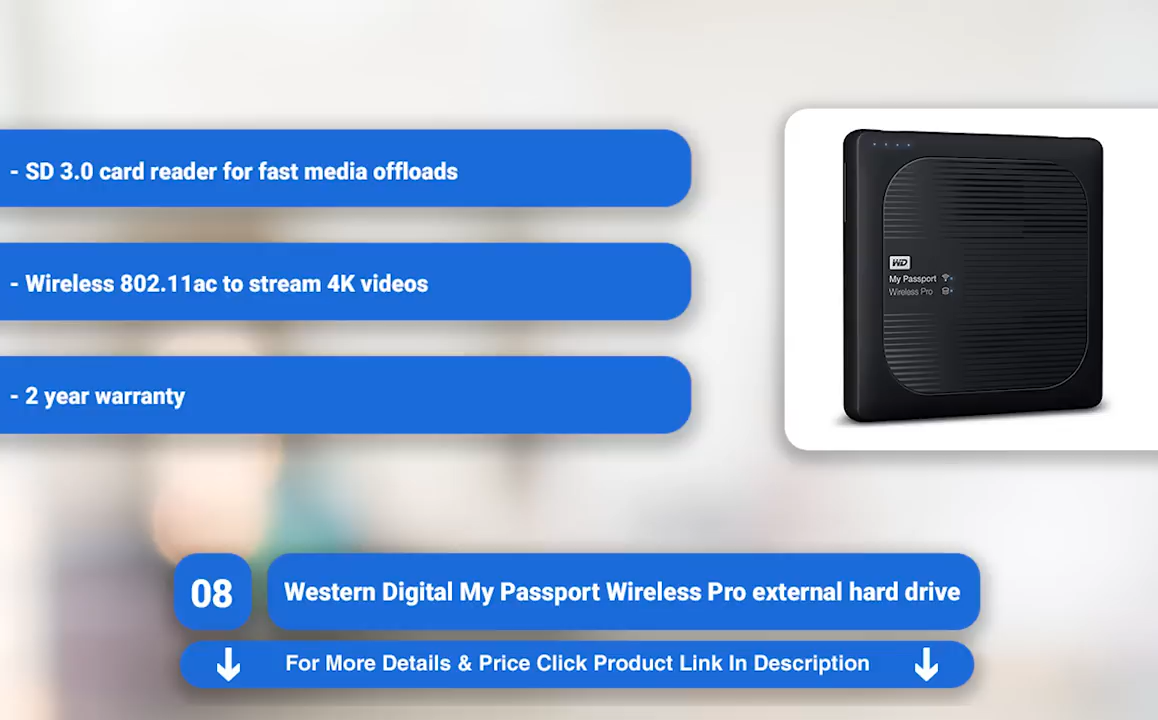 - SD 3.0 card reader for fast media offloads
- Wireless 802.11ac to stream 4K videos
- 2 year warranty
WD
My Passport
Wireless Pro
08
Western Digital My Passport Wireless Pro external hard drive
For More Details & Price Click Product Link In Description